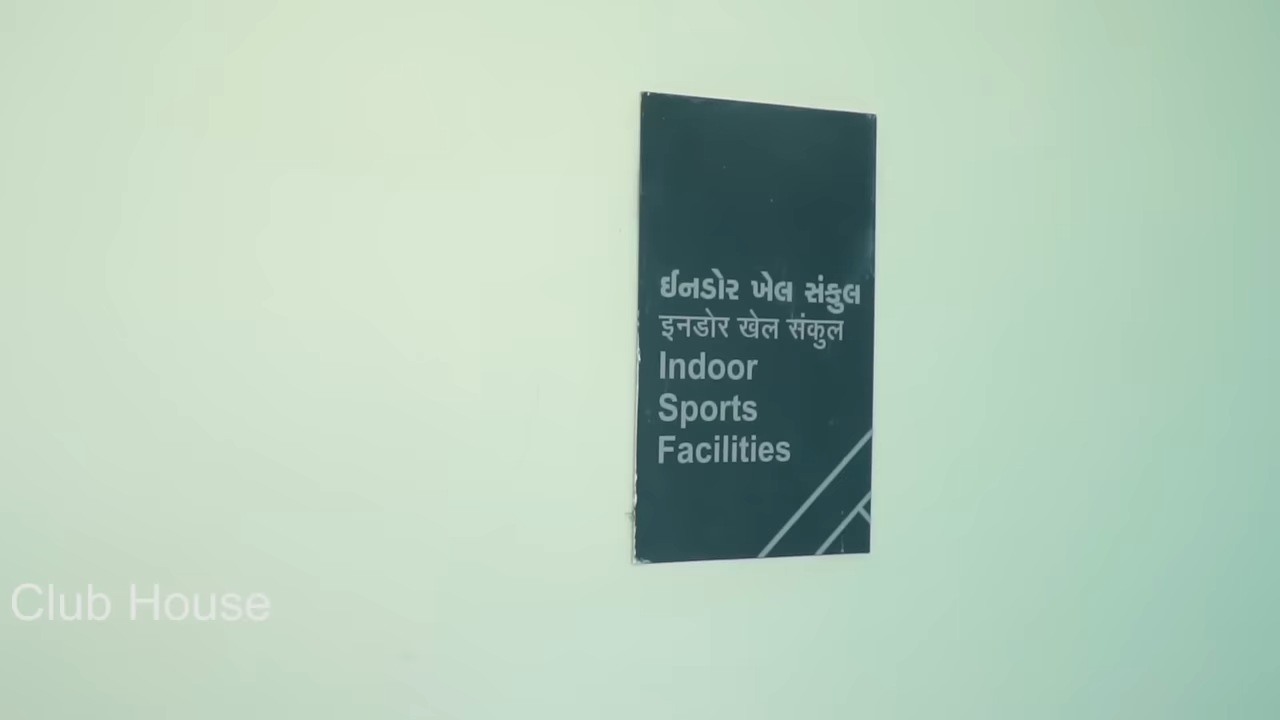 ઈનડોર ખેલ સંકુલ
इनडोर खेल संकुल
Indoor
Sports
Facilities
Club House